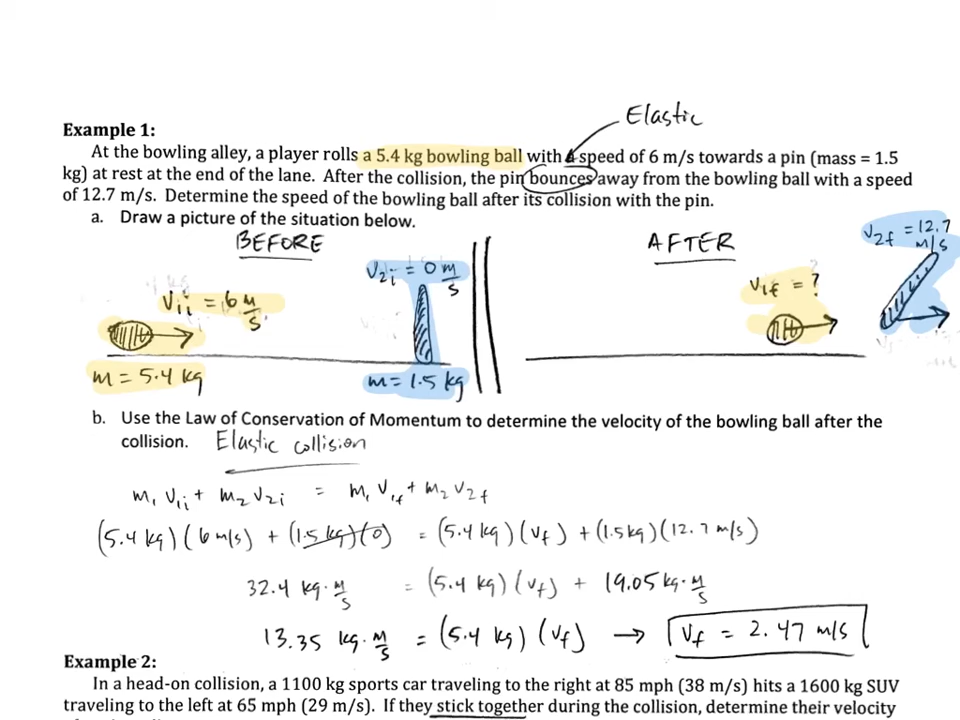 Elastic
Example 1:
At the bowling alley, a player rolls a 5.4 kg bowling ball with a speed of 6 m/s towards a pin (mass = 1.5
kg) at rest at the end of the lane. After the collision, the pin bounces away from the bowling ball with a speed
of 12.7 m/s. Determine the speed of the bowling ball after its collision with the pin.
a. Draw a picture of the situation below.
BEFORE
AFTER
V2f = 12.7 m/s
V2i = 0 m/s
V1i = 6 m/s
V1f = ?
m = 5.4 kg
m = 1.5 kg
b. Use the Law of Conservation of Momentum to determine the velocity of the bowling ball after the
collision. Elastic collision
m1 V1i + m2 V2i = m1 V1f + m2 V2f
(5.4 kg)(6 m/s) + (1.5 kg)(0) = (5.4 kg)(Vf) + (1.5 kg)(12.7 m/s)
32.4 kg·m/s = (5.4 kg)(Vf) + 19.05 kg·m/s
13.35 kg·m/s = (5.4 kg)(Vf) → Vf = 2.47 m/s
Example 2:
In a head-on collision, a 1100 kg sports car traveling to the right at 85 mph (38 m/s) hits a 1600 kg SUV
traveling to the left at 65 mph (29 m/s). If they stick together during the collision, determine their velocity